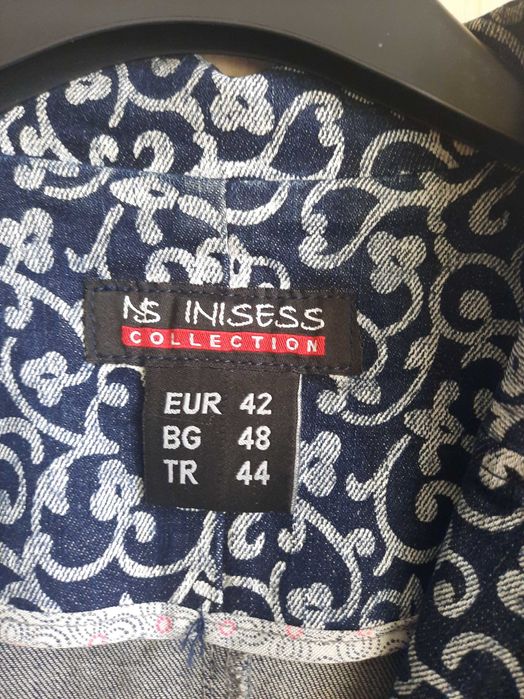 NS INISESS
COLLECTION
EUR 42
BG 48
TR 44